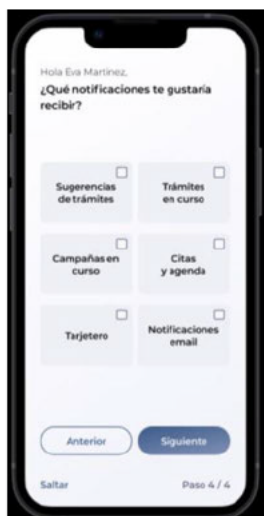 Hola Eva Martínez,
¿Qué notificaciones te gustaría
recibir?
Sugerencias
de trámites
Trámites
en curso
Campañas en
curso
Citas
y agenda
Tarjetero
Notificaciones
email
Anterior
Siguiente
Saltar
Paso 4 / 4